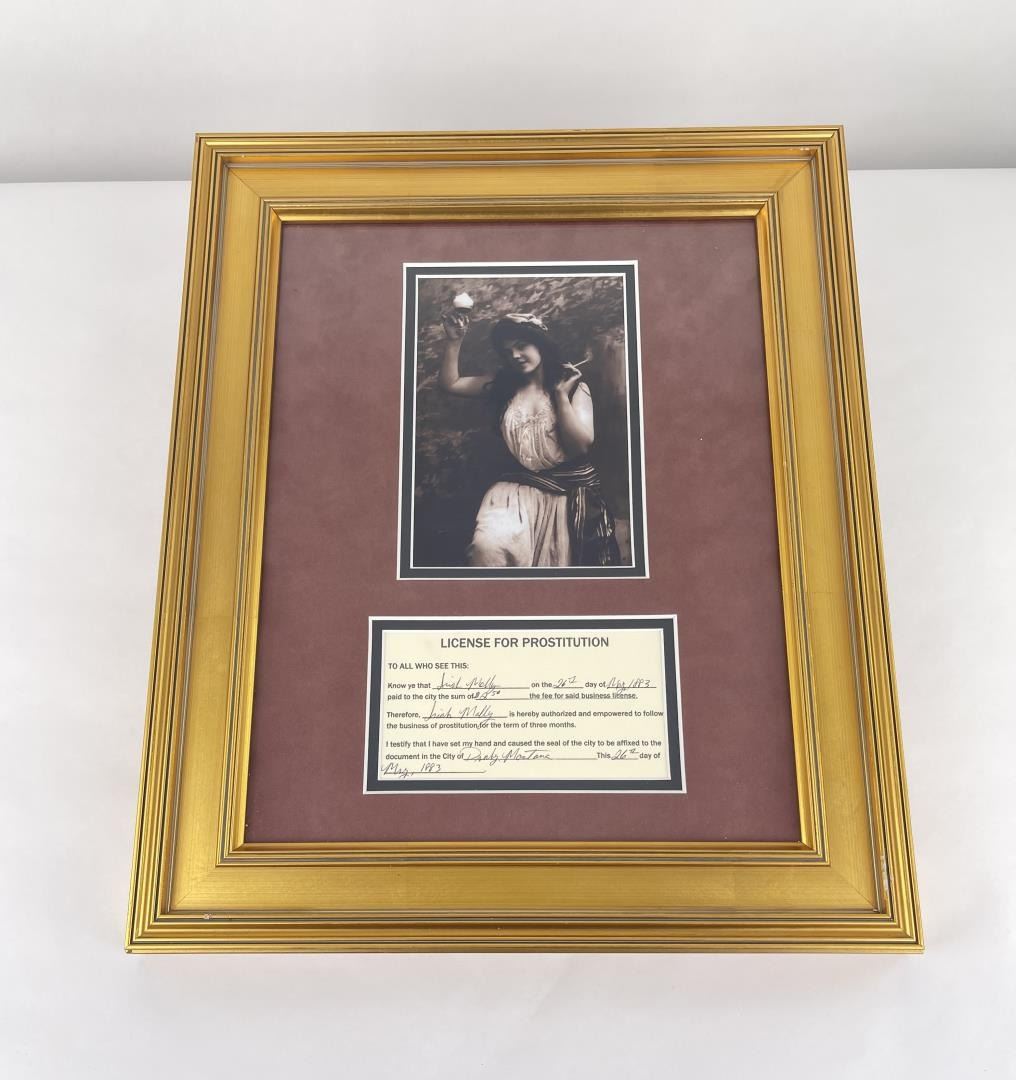 LICENSE FOR PROSTITUTION
TO ALL WHO SEE THIS:
Know ye that Irish Molly on the 26th day of May, 1883
paid to the city the sum of the fee for said business license.
Therefore, Irish Molly is hereby authorized and empowered to follow
the business of prostitution for the term of three months.
I testify that I have set my hand and caused the seal of the city to be affixed to the
document in the City of Darby Montana This 26th day of
May, 1883